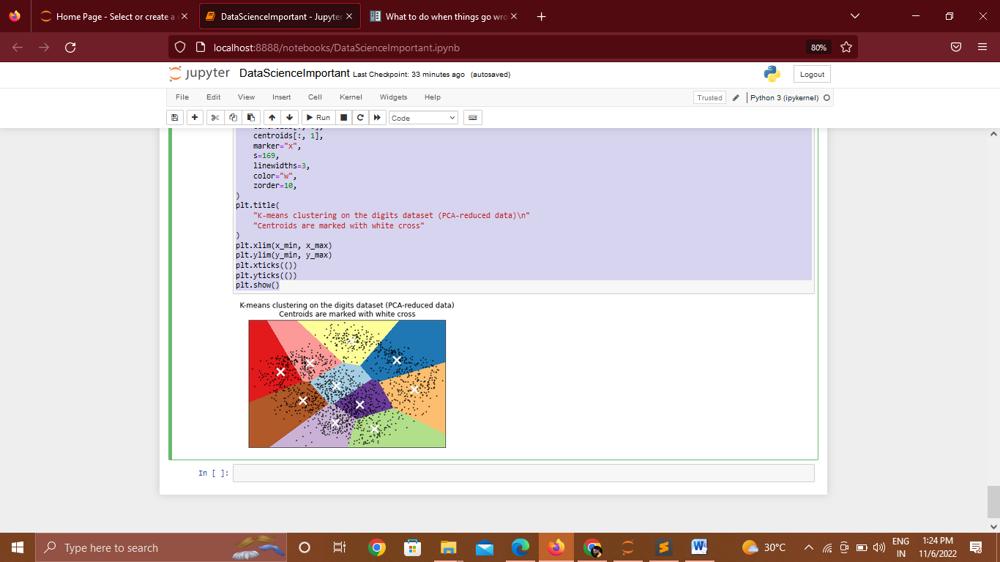 Home Page - Select or create a
DataScienceImportant - Jupyter
What to do when things go wro
localhost:8888/notebooks/DataScienceImportant.ipynb
80%
jupyter DataScienceImportant Last Checkpoint: 33 minutes ago (autosaved)
Logout
File Edit View Insert Cell Kernel Widgets Help
Trusted
Python 3 (ipykernel)
Run
Code
centroids[:, 1],
marker="x",
s=169,
linewidths=3,
color="w",
zorder=10,
)
plt.title(
"K-means clustering on the digits dataset (PCA-reduced data)\n"
"Centroids are marked with white cross"
)
plt.xlim(x_min, x_max)
plt.ylim(y_min, y_max)
plt.xticks(())
plt.yticks(())
plt.show()
K-means clustering on the digits dataset (PCA-reduced data)
Centroids are marked with white cross
In [ ]:
Type here to search
30°C
ENG
IN
1:24 PM
11/6/2022